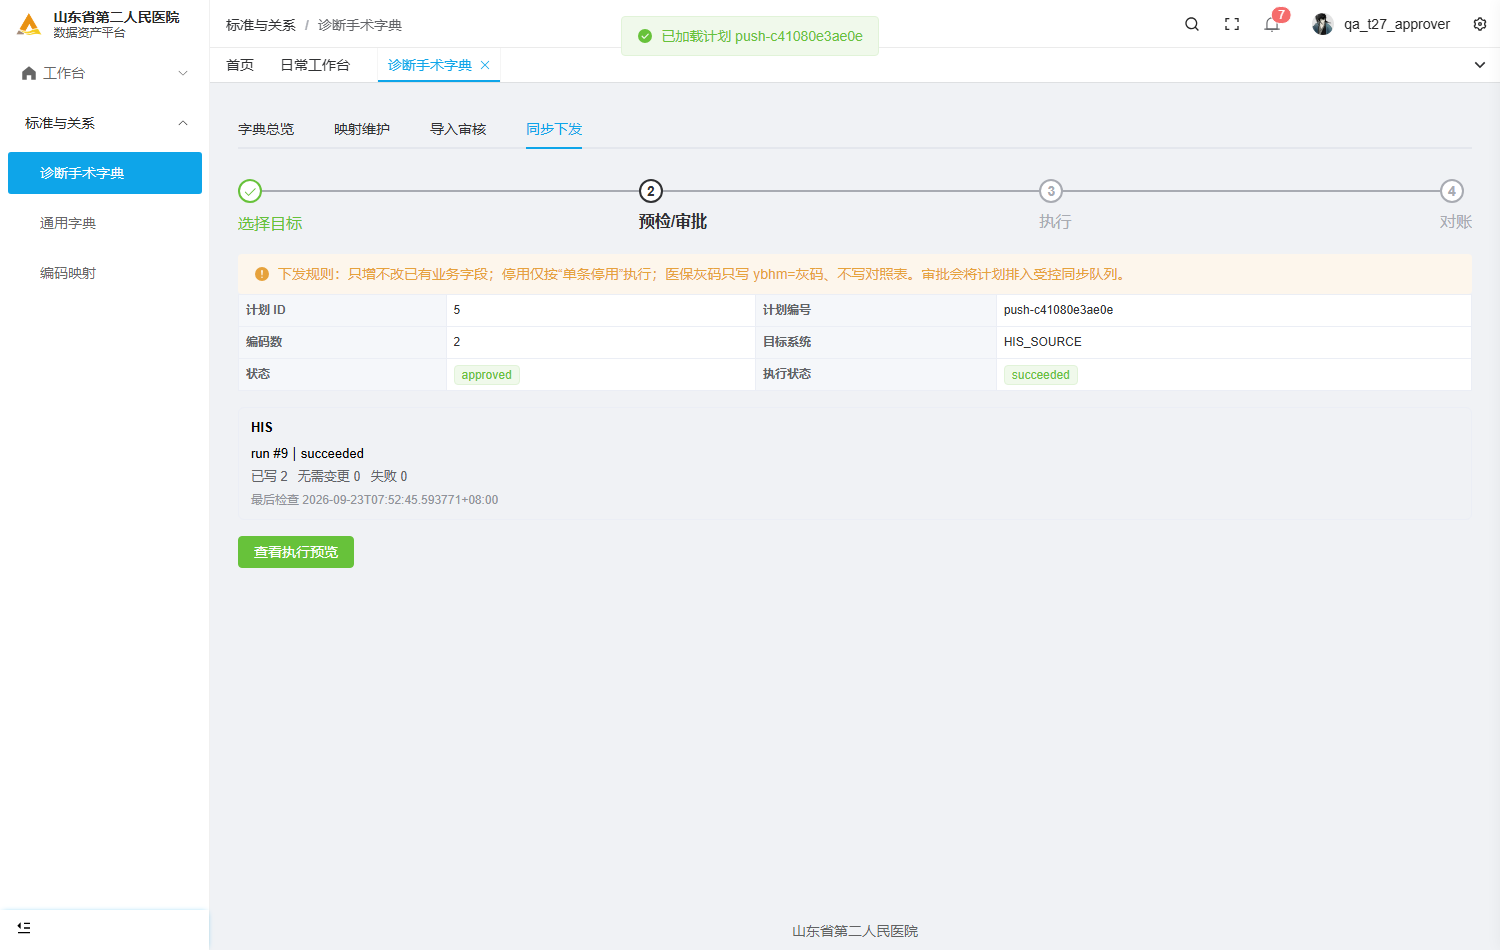 山东省第二人民医院
数据资产平台
标准与关系 / 诊断手术字典
已加载计划 push-c41080e3ae0e
7
qa_t27_approver
工作台
标准与关系
诊断手术字典
通用字典
编码映射
首页
日常工作台
诊断手术字典
字典总览
映射维护
导入审核
同步下发
选择目标
2
预检/审批
3
执行
4
对账
下发规则：只增不改已有业务字段；停用仅按“单条停用”执行；医保灰码只写 ybhm=灰码、不写对照表。审批会将计划排入受控同步队列。
计划 ID 5 计划编号 push-c41080e3ae0e
编码数 2 目标系统 HIS_SOURCE
状态 approved 执行状态 succeeded
HIS
run #9 | succeeded
已写 2 无需变更 0 失败 0
最后检查 2026-09-23T07:52:45.593771+08:00
查看执行预览
山东省第二人民医院